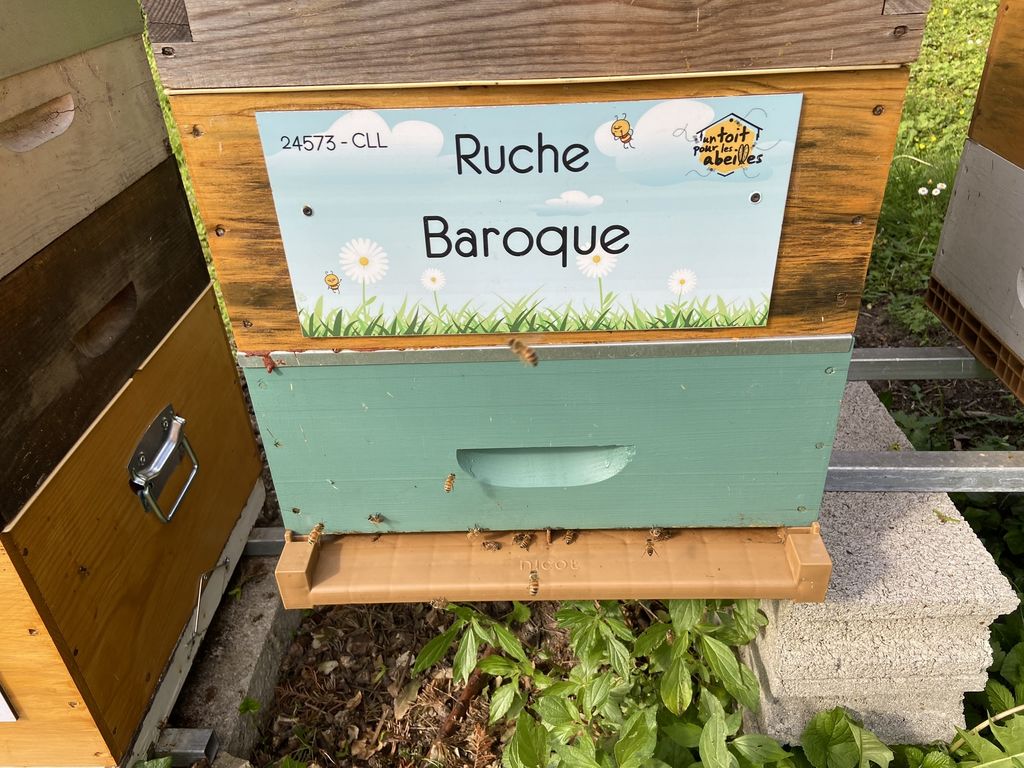 24573 - CLL
Ruche
Baroque
un toit
pour les
abeilles
nicot